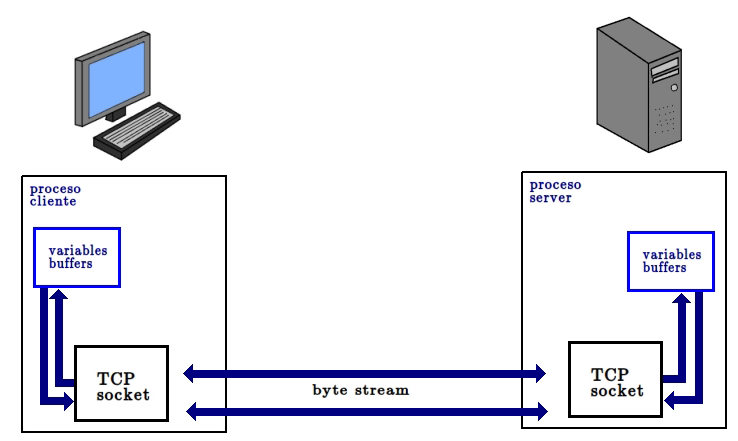 proceso
cliente
variables
buffers
TCP
socket
byte stream
proceso
server
variables
buffers
TCP
socket